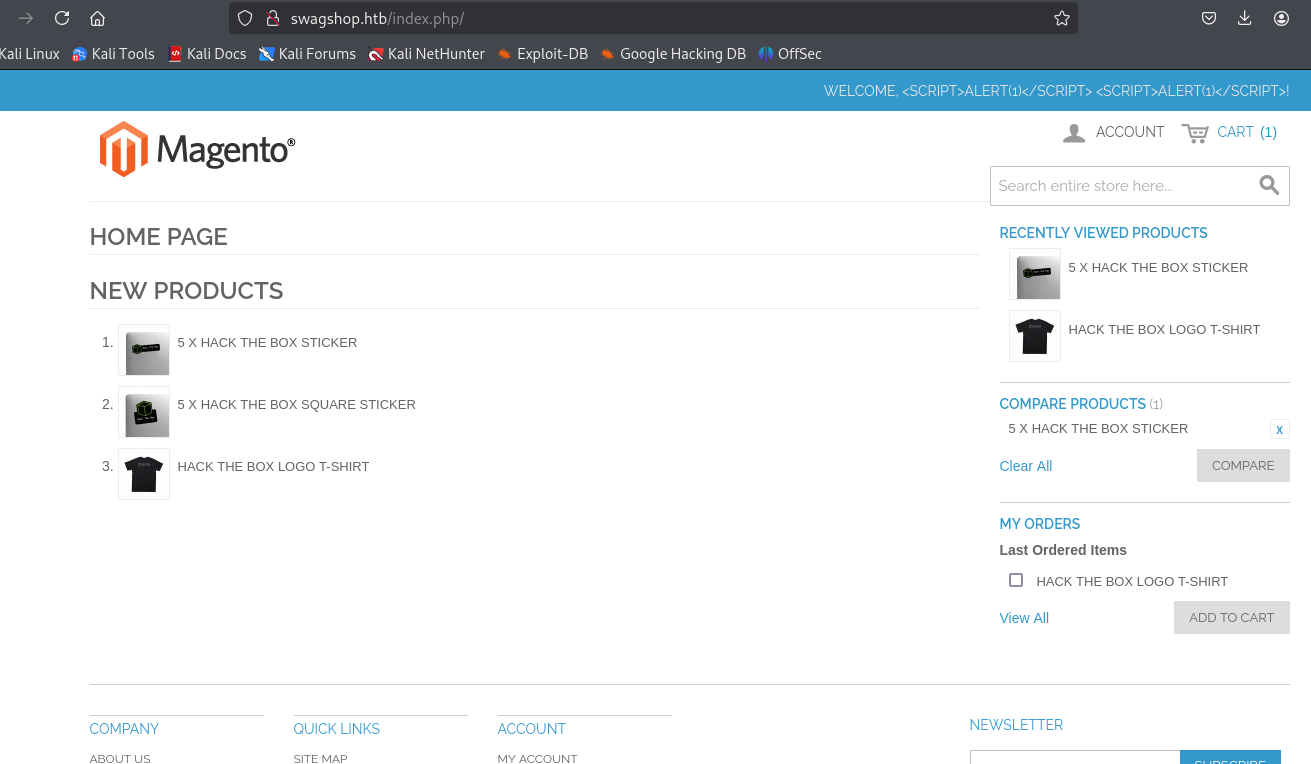 swagshop.htb/index.php/
Kali Linux Kali Tools Kali Docs Kali Forums Kali NetHunter Exploit-DB Google Hacking DB OffSec
WELCOME, <SCRIPT>ALERT(1)</SCRIPT> <SCRIPT>ALERT(1)</SCRIPT>!
Magento®
ACCOUNT CART (1)
Search entire store here...
HOME PAGE
NEW PRODUCTS
1. 5 X HACK THE BOX STICKER
2. 5 X HACK THE BOX SQUARE STICKER
3. HACK THE BOX LOGO T-SHIRT
RECENTLY VIEWED PRODUCTS
5 X HACK THE BOX STICKER
HACK THE BOX LOGO T-SHIRT
COMPARE PRODUCTS (1)
5 X HACK THE BOX STICKER X
Clear All COMPARE
MY ORDERS
Last Ordered Items
HACK THE BOX LOGO T-SHIRT
View All ADD TO CART
COMPANY
ABOUT US
QUICK LINKS
SITE MAP
ACCOUNT
MY ACCOUNT
NEWSLETTER
SUBSCRIBE